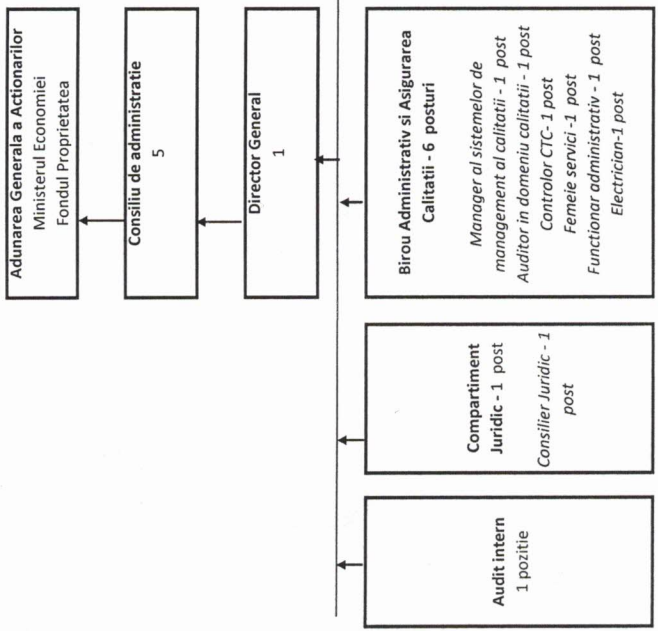 Adunarea Generala a Actionarilor
Ministerul Economiei
Fondul Proprietatea
Consiliu de administratie
5
Director General
1
Audit intern
1 pozitie
Compartiment
Juridic - 1 post
Consilier Juridic - 1
post
Birou Administrativ si Asigurarea
Calitatii - 6 posturi
Manager al sistemelor de
management al calitatii - 1 post
Auditor in domeniu calitatii - 1 post
Controlor CTC- 1 post
Femeie servici -1 post
Functionar administrativ - 1 post
Electrician-1 post